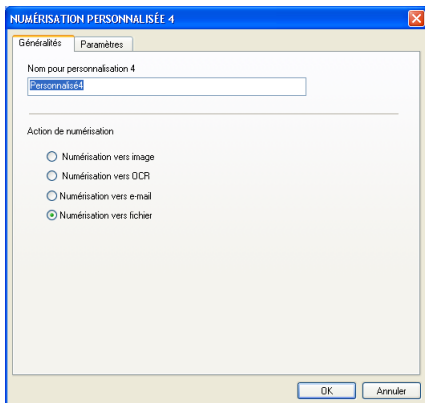 NUMÉRISATION PERSONNALISÉE 4
Généralités Paramètres
Nom pour personnalisation 4
Personnalisé4
Action de numérisation
Numérisation vers image
Numérisation vers OCR
Numérisation vers e-mail
Numérisation vers fichier
OK Annuler